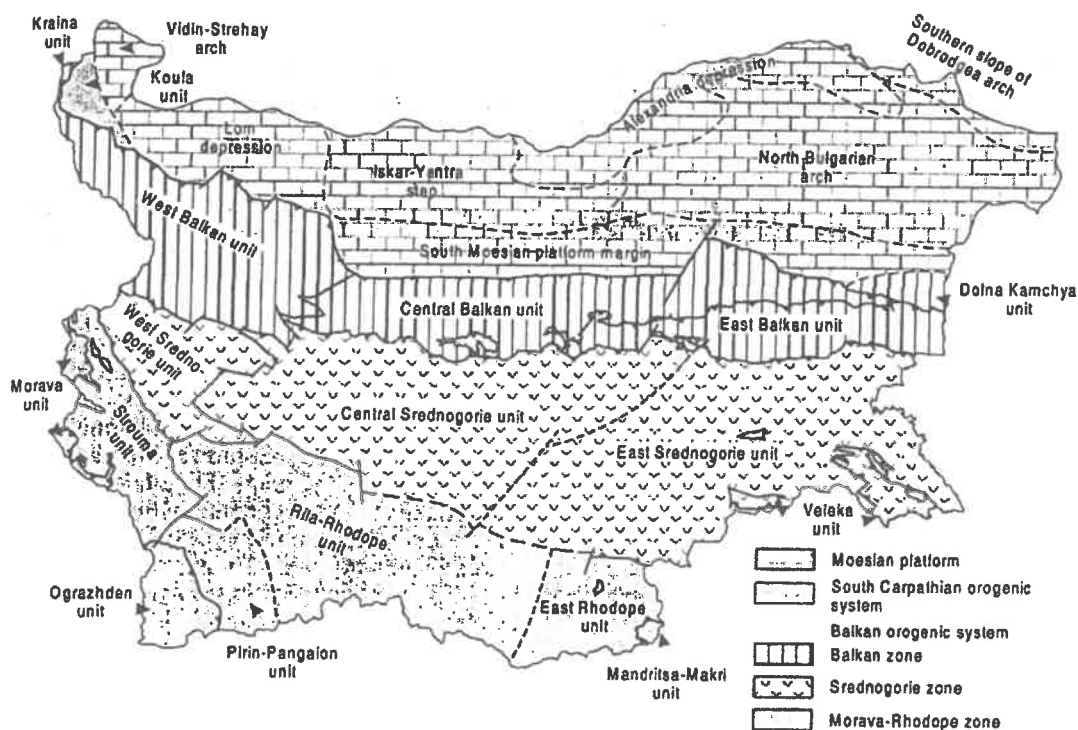 Kraina
unit
Vidin-Strehay
arch
Koula
unit
Southern slope of
Dobrodgea arch
Alexandria depression
Lom
depression
Iskar-Yantra
step
North Bulgarian
arch
West Balkan unit
South Moesian platform margin
Central Balkan unit
East Balkan unit
Dolna Kamchya
unit
West Sredno-
gorie unit
Morava
unit
Strouma
unit
Central Srednogorie unit
East Srednogorie unit
Veleka
unit
Rila-Rhodope
unit
Ograzhden
unit
Pirin-Pangaion
unit
East Rhodope
unit
Mandritsa-Makri
unit
Moesian platform
South Carpathian orogenic
system
Balkan orogenic system
Balkan zone
Srednogorie zone
Morava-Rhodope zone